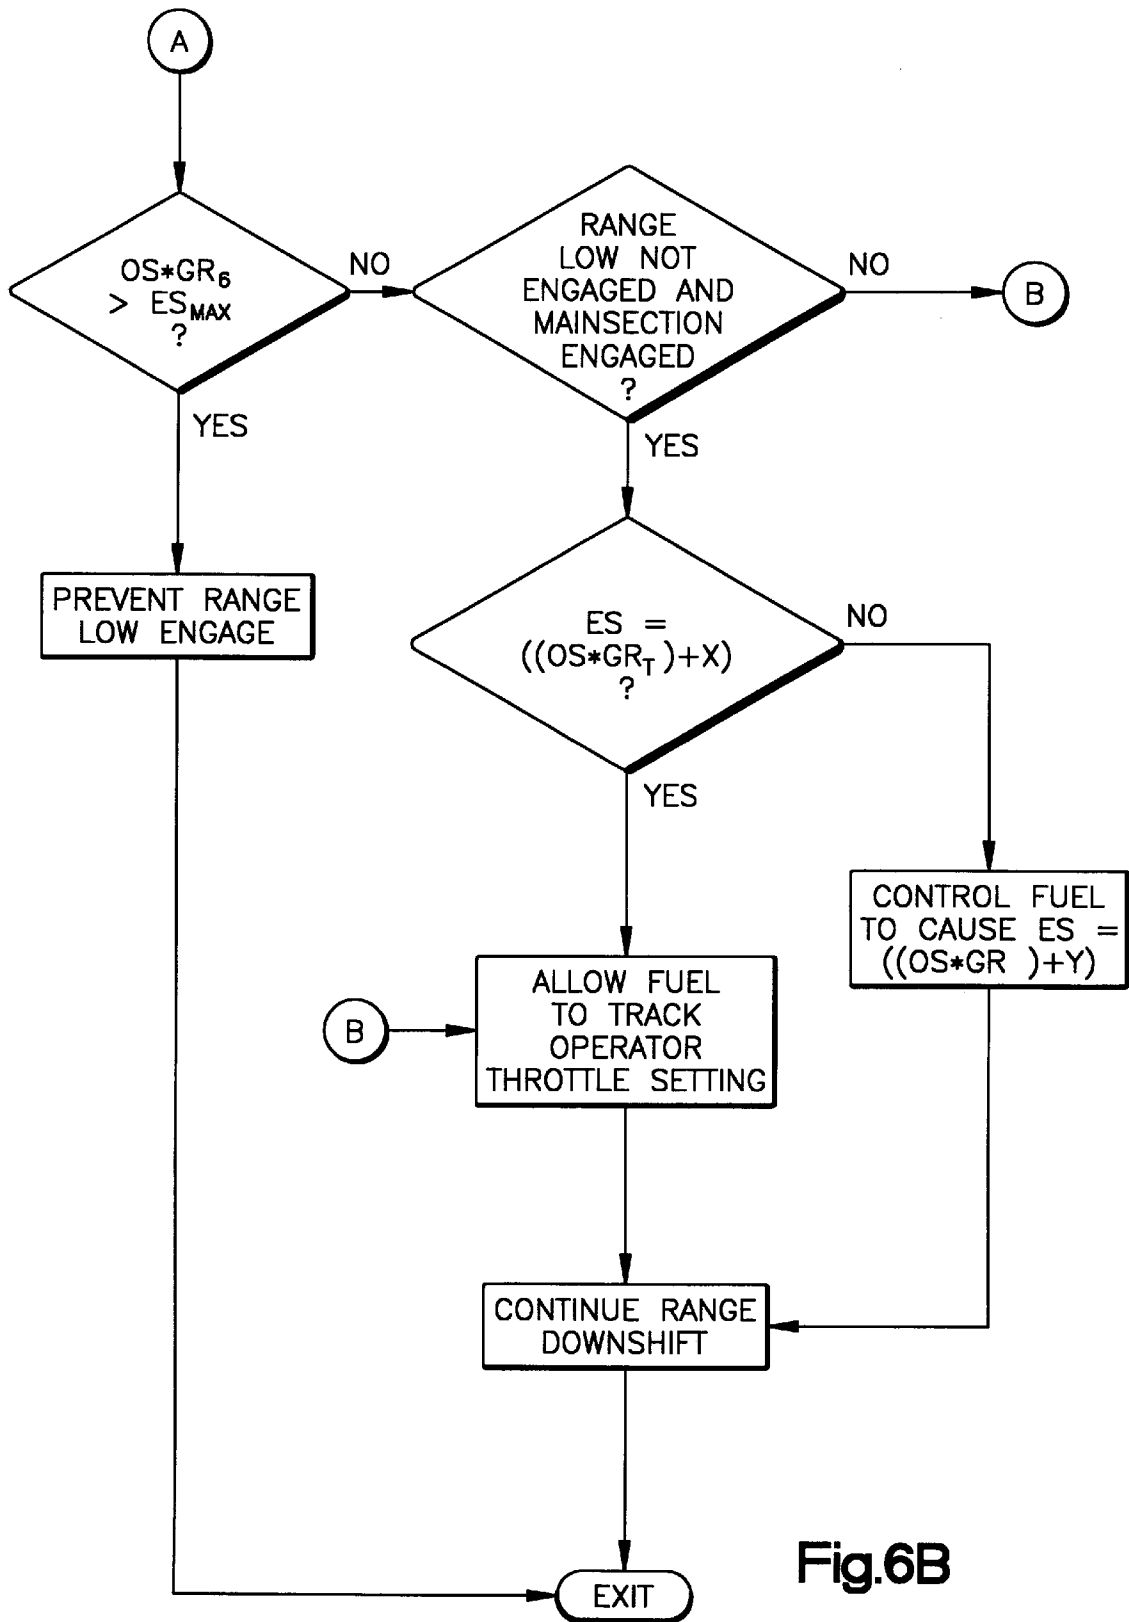 A
OS*GR₆
> ES_MAX
?
NO
YES
RANGE
LOW NOT
ENGAGED AND
MAINSECTION
ENGAGED
?
NO
B
YES
PREVENT RANGE
LOW ENGAGE
ES =
((OS*GR_T)+X)
?
NO
YES
CONTROL FUEL
TO CAUSE ES =
((OS*GR )+Y)
B
ALLOW FUEL
TO TRACK
OPERATOR
THROTTLE SETTING
CONTINUE RANGE
DOWNSHIFT
EXIT
Fig.6B